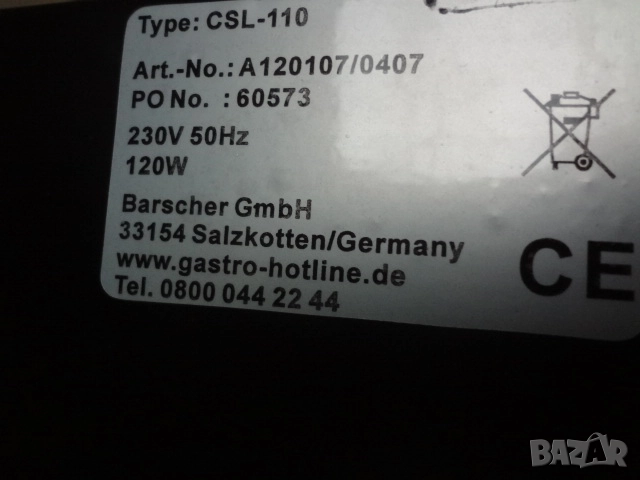 Type: CSL-110
Art.-No.: A120107/0407
PO No. : 60573
230V 50Hz
120W
Barscher GmbH
33154 Salzkotten/Germany
www.gastro-hotline.de
Tel. 0800 044 22 44
CE
BAZAR